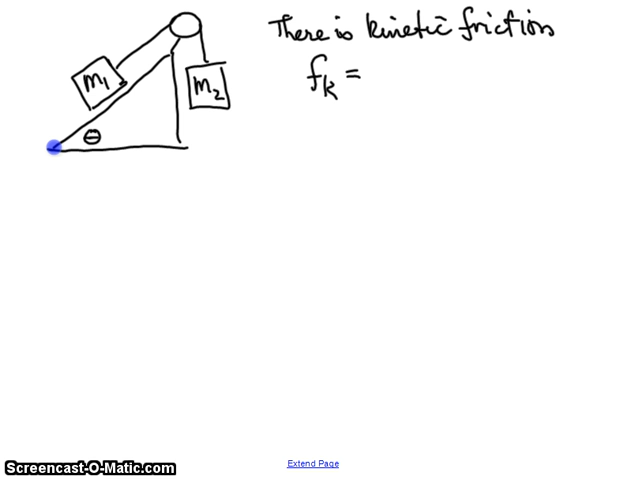 There is kinetic friction
fk =
m1
m2
θ
Extend Page
Screencast-O-Matic.com